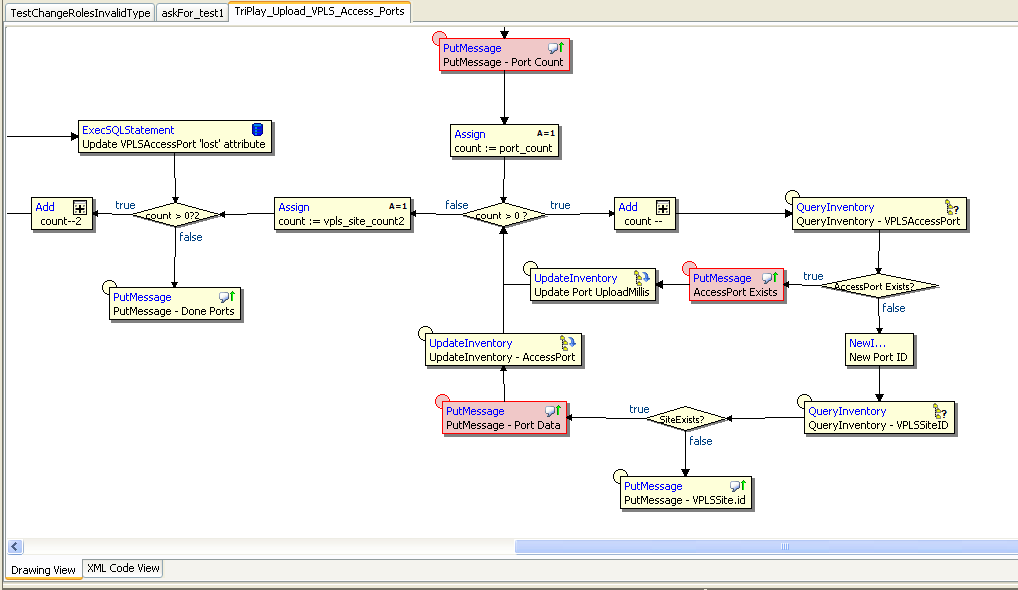 TestChangeRolesInvalidType
askFor_test1
TriPlay_Upload_VPLS_Access_Ports
PutMessage
PutMessage - Port Count
ExecSQLStatement
Update VPLSAccessPort 'lost' attribute
Assign
A=1
count := port_count
Add
count--2
true
count > 0?2
false
Assign
A=1
count := vpls_site_count2
false
count > 0 ?
true
Add
count --
QueryInventory
QueryInventory - VPLSAccessPort
PutMessage
PutMessage - Done Ports
UpdateInventory
Update Port UploadMillis
PutMessage
AccessPort Exists
true
AccessPort Exists?
false
UpdateInventory
UpdateInventory - AccessPort
NewI...
New Port ID
PutMessage
PutMessage - Port Data
true
SiteExists?
false
QueryInventory
QueryInventory - VPLSSiteID
PutMessage
PutMessage - VPLSSite.id
Drawing View
XML Code View